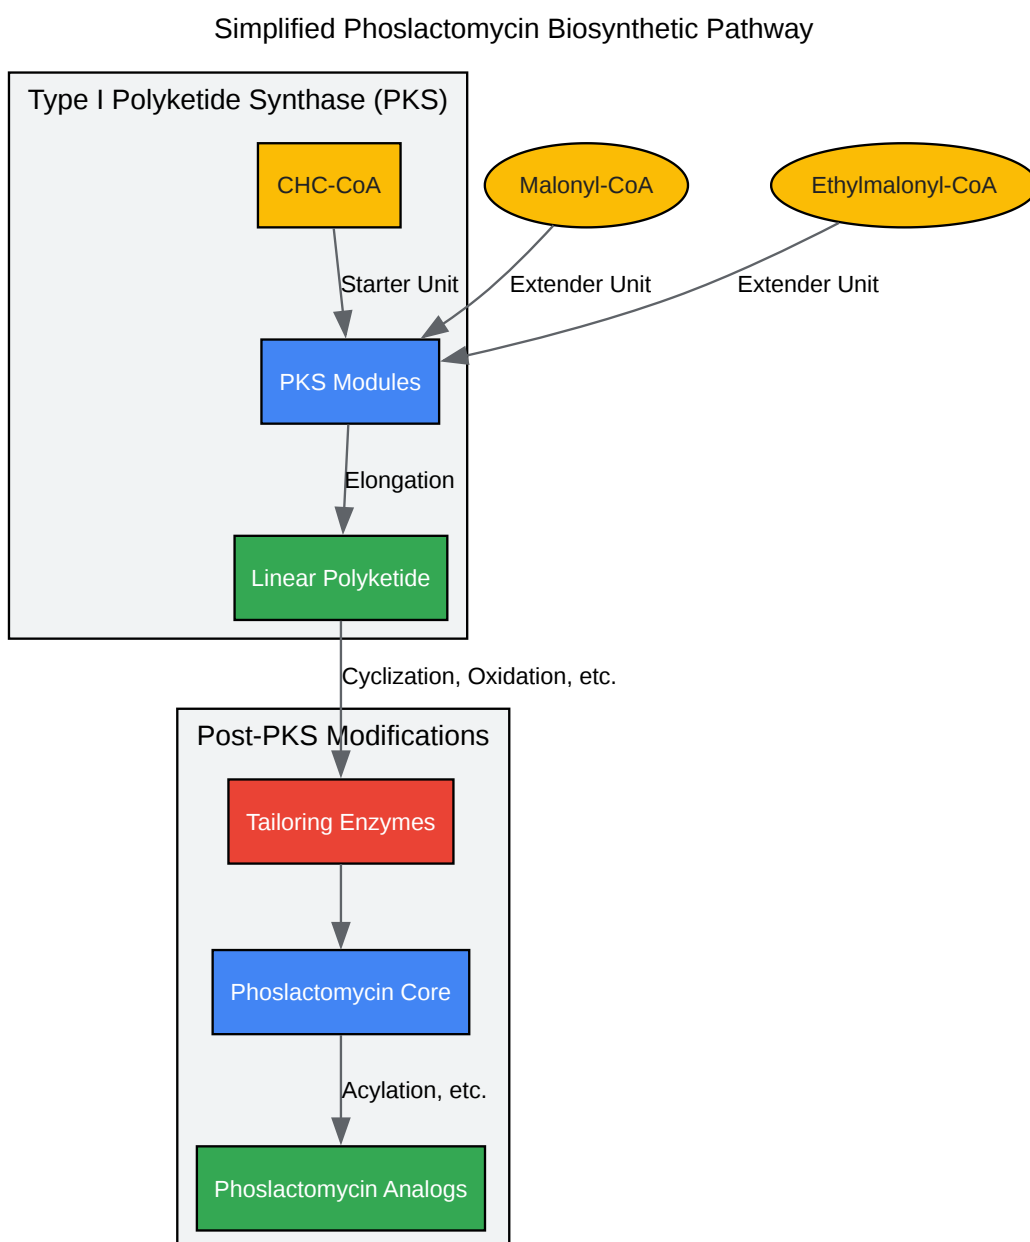 Simplified Phoslactomycin Biosynthetic Pathway
Type I Polyketide Synthase (PKS)
CHC-CoA
Malonyl-CoA
Ethylmalonyl-CoA
Starter Unit
Extender Unit
Extender Unit
PKS Modules
Elongation
Linear Polyketide
Cyclization, Oxidation, etc.
Post-PKS Modifications
Tailoring Enzymes
Phoslactomycin Core
Acylation, etc.
Phoslactomycin Analogs